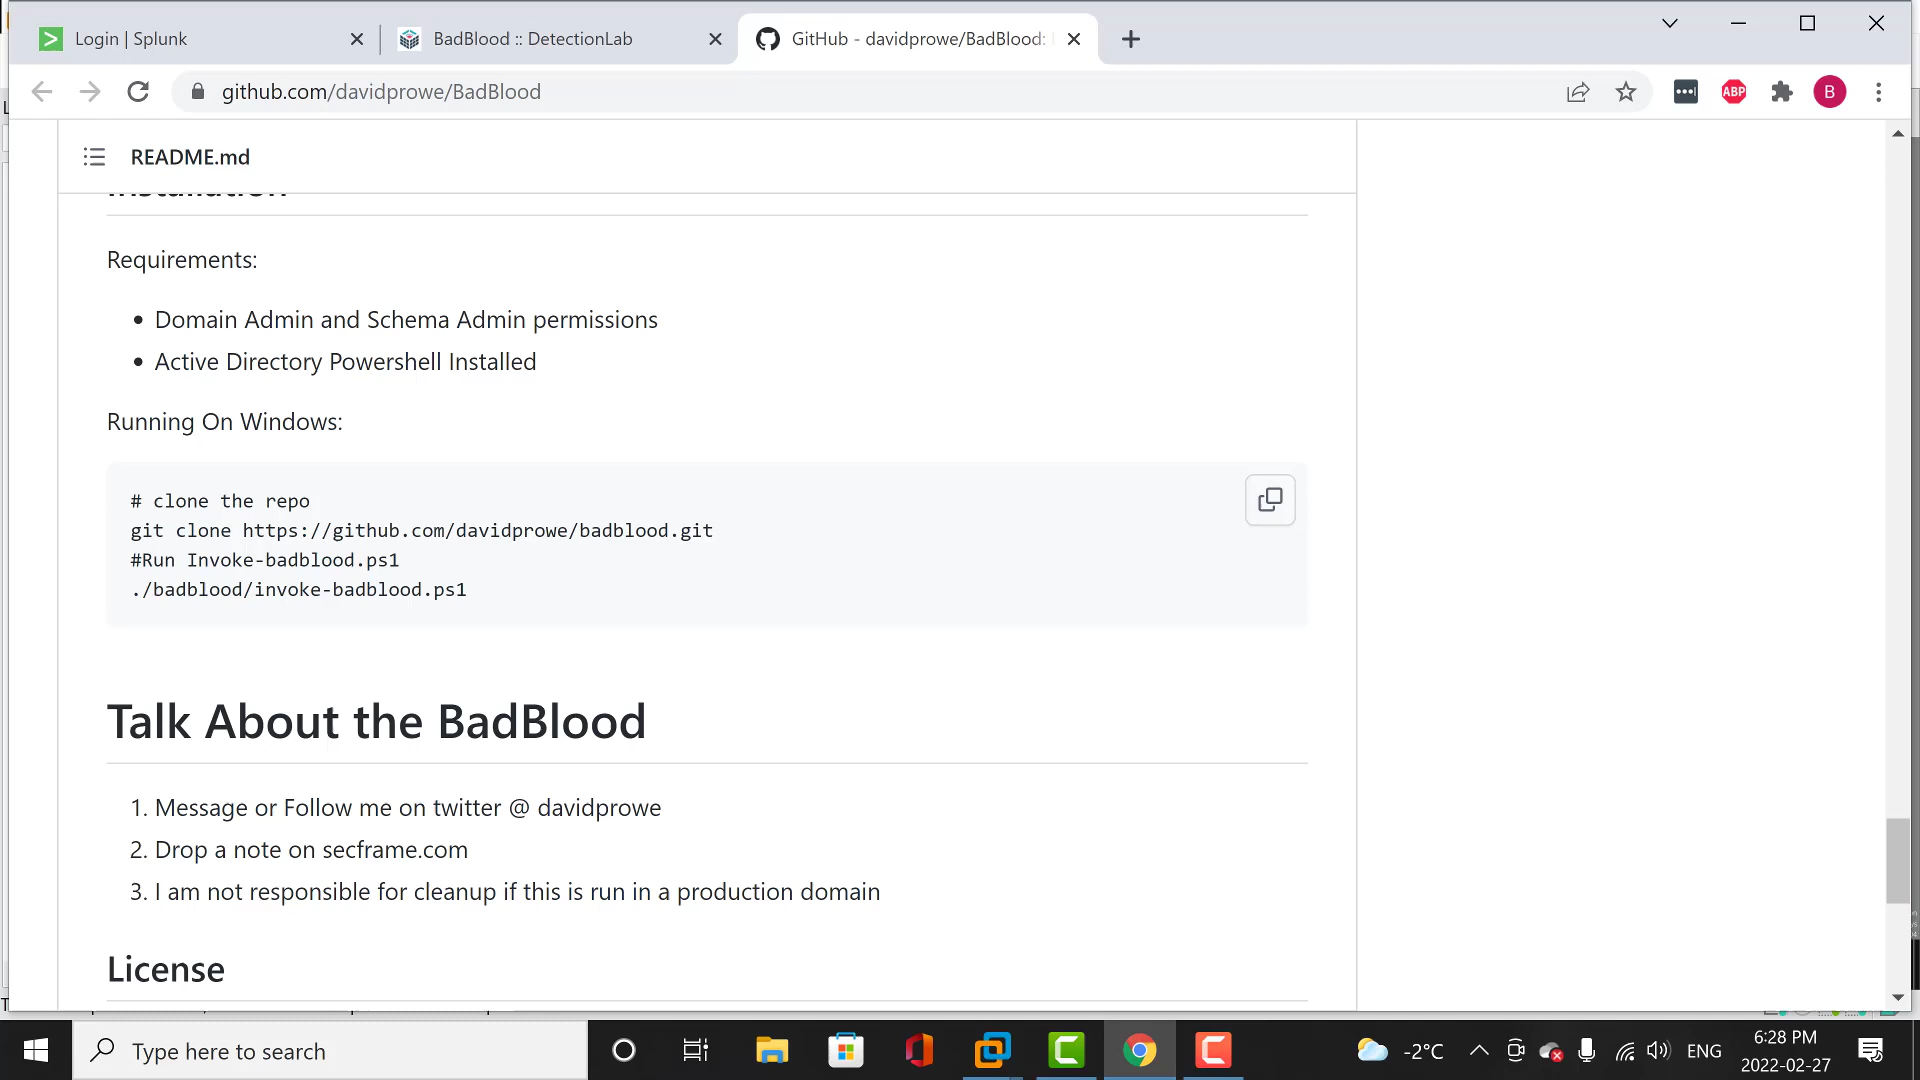 Login | Splunk
BadBlood :: DetectionLab
GitHub - davidprowe/BadBlood:
github.com/davidprowe/BadBlood
ABP
B
README.md
Installation
Requirements:
Domain Admin and Schema Admin permissions
Active Directory Powershell Installed
Running On Windows:
# clone the repo
git clone https://github.com/davidprowe/badblood.git
#Run Invoke-badblood.ps1
./badblood/invoke-badblood.ps1
Talk About the BadBlood
1. Message or Follow me on twitter @ davidprowe
2. Drop a note on secframe.com
3. I am not responsible for cleanup if this is run in a production domain
License
Type here to search
-2°C
ENG
6:28 PM
2022-02-27